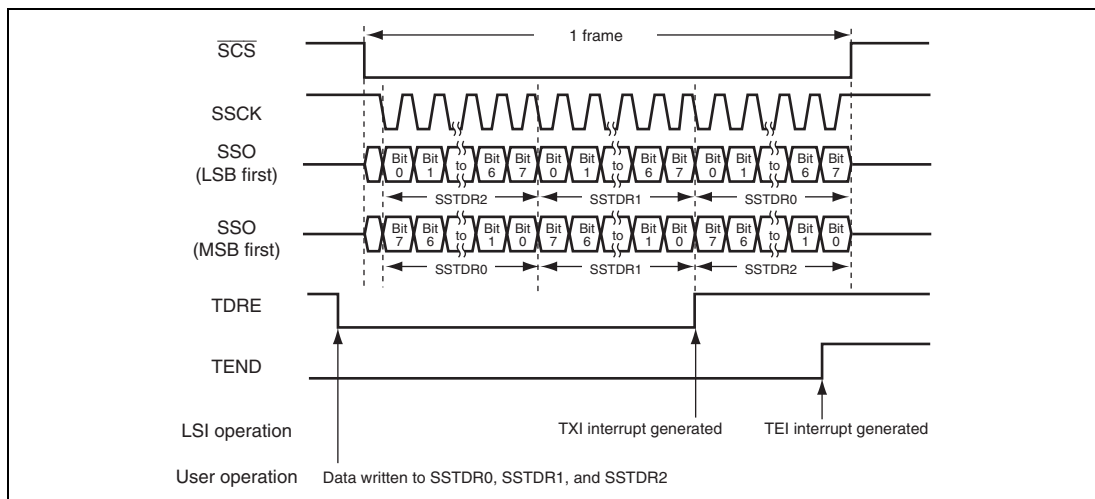 1 frame
SCS
SSCK
SSO
(LSB first)
Bit 0 Bit 1 to Bit 6 Bit 7 Bit 0 Bit 1 to Bit 6 Bit 7 Bit 0 Bit 1 to Bit 6 Bit 7
SSTDR2 SSTDR1 SSTDR0
SSO
(MSB first)
Bit 7 Bit 6 to Bit 1 Bit 0 Bit 7 Bit 6 to Bit 1 Bit 0 Bit 7 Bit 6 to Bit 1 Bit 0
SSTDR0 SSTDR1 SSTDR2
TDRE
TEND
LSI operation TXI interrupt generated TEI interrupt generated
User operation Data written to SSTDR0, SSTDR1, and SSTDR2